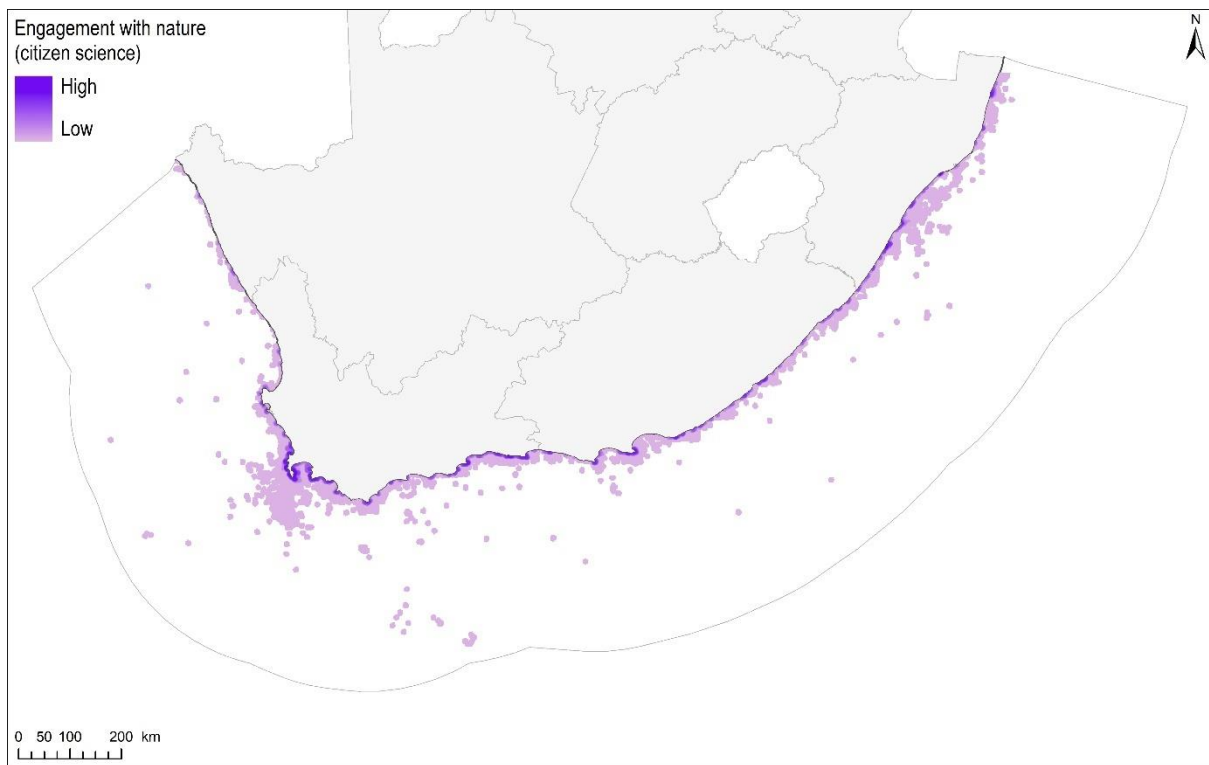 Engagement with nature
(citizen science)
High
Low
N
0 50 100 200 km